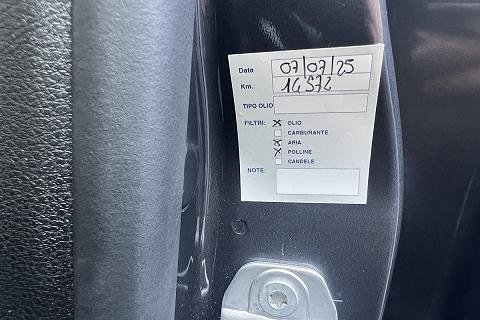 Data 07/07/25
Km. 14572
TIPO OLIO
FILTRI: X OLIO
CARBURANTE
X ARIA
X POLLINE
CANDELE
NOTE: